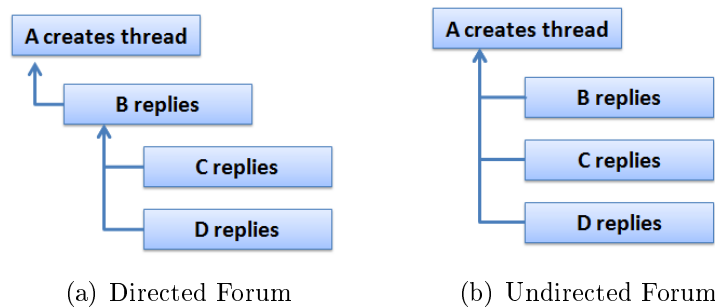 A creates thread
B replies
C replies
D replies
(a) Directed Forum
A creates thread
B replies
C replies
D replies
(b) Undirected Forum